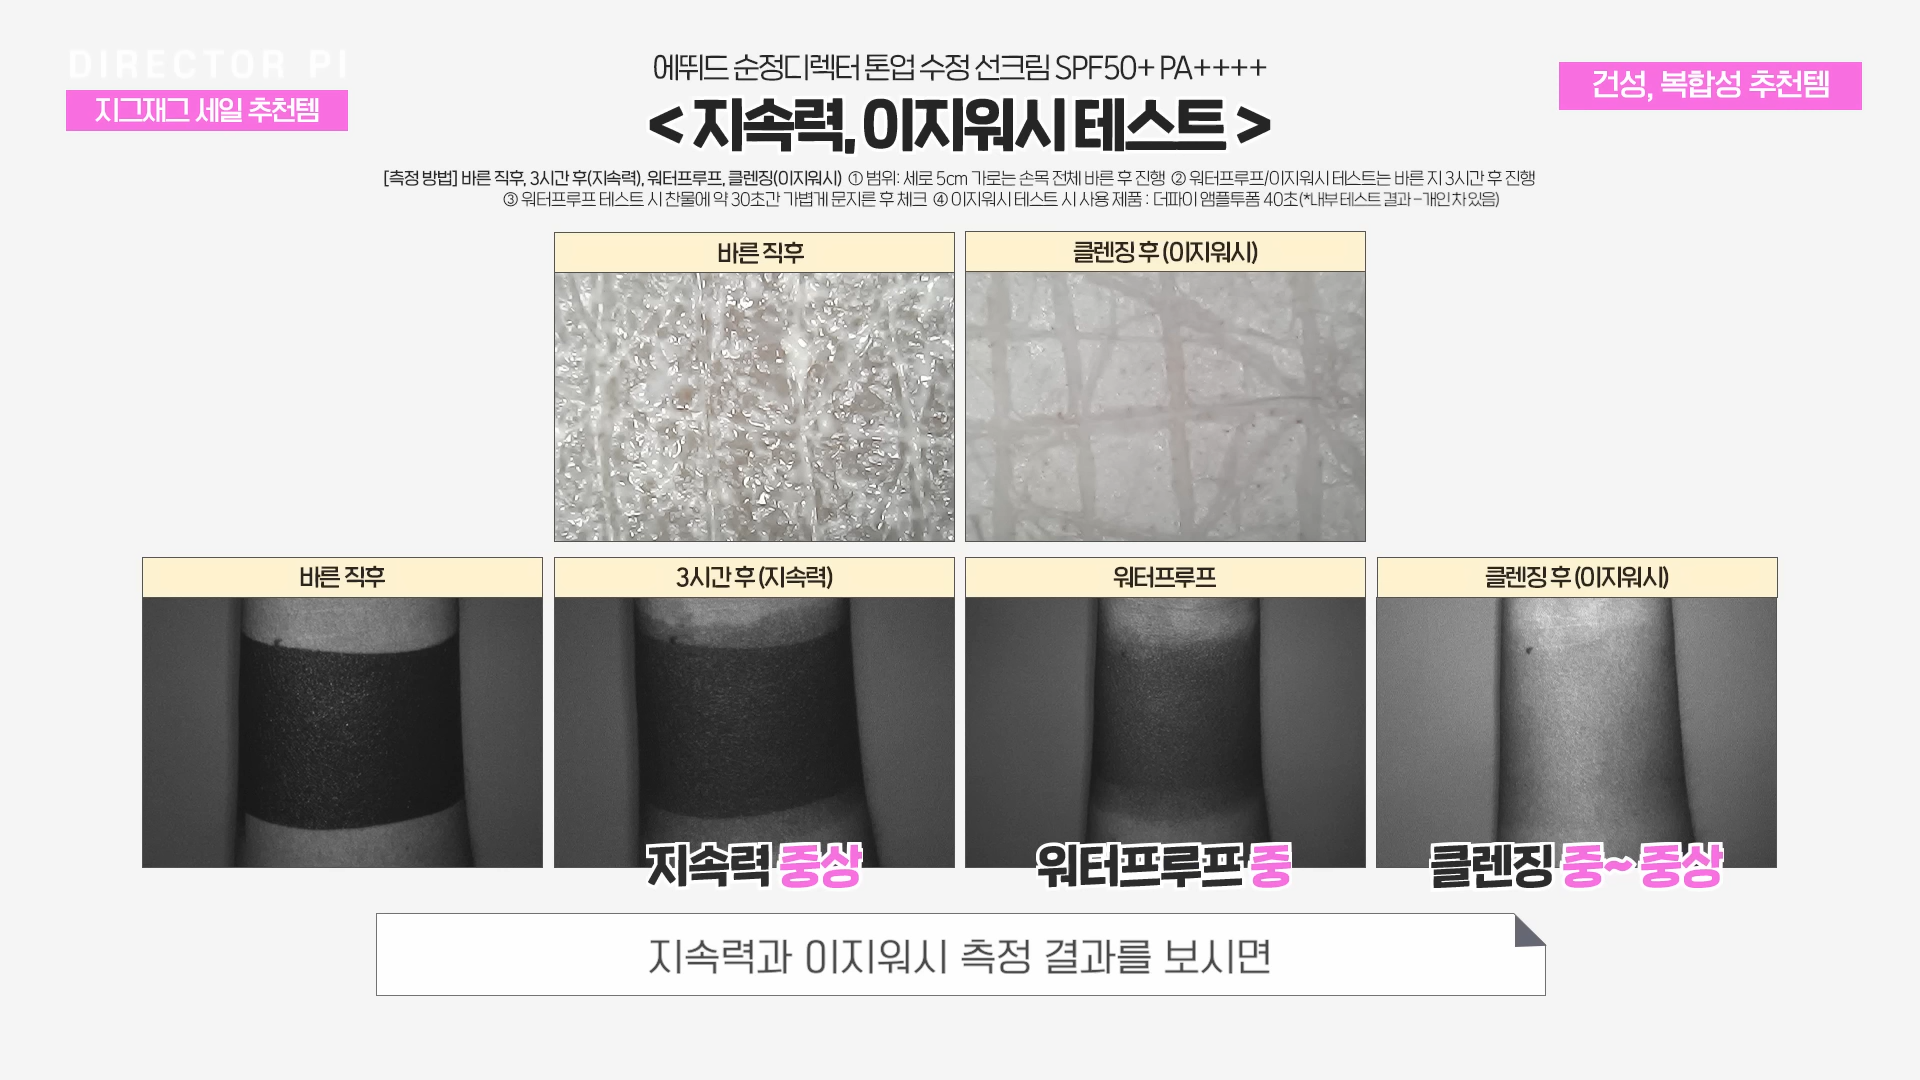 DIRECTOR PI
지그재그 세일 추천템
에뛰드 순정디렉터 톤업 수정 선크림 SPF50+ PA++++
< 지속력, 이지워시 테스트 >
건성, 복합성 추천템
[측정 방법] 바른 직후, 3시간 후(지속력), 워터프루프, 클렌징(이지워시) ① 범위: 세로 5cm 가로는 손목 전체 바른 후 진행 ② 워터프루프/이지워시 테스트는 바른 지 3시간 후 진행
③ 워터프루프 테스트 시 찬물에 약 30초간 가볍게 문지른 후 체크 ④ 이지워시 테스트 시 사용 제품 : 더파이 앰플투폼 40초(*내부 테스트 결과 - 개인차 있음)
바른 직후
클렌징 후 (이지워시)
바른 직후
3시간 후 (지속력)
워터프루프
클렌징 후 (이지워시)
지속력 중상
워터프루프 중
클렌징 중~ 중상
지속력과 이지워시 측정 결과를 보시면